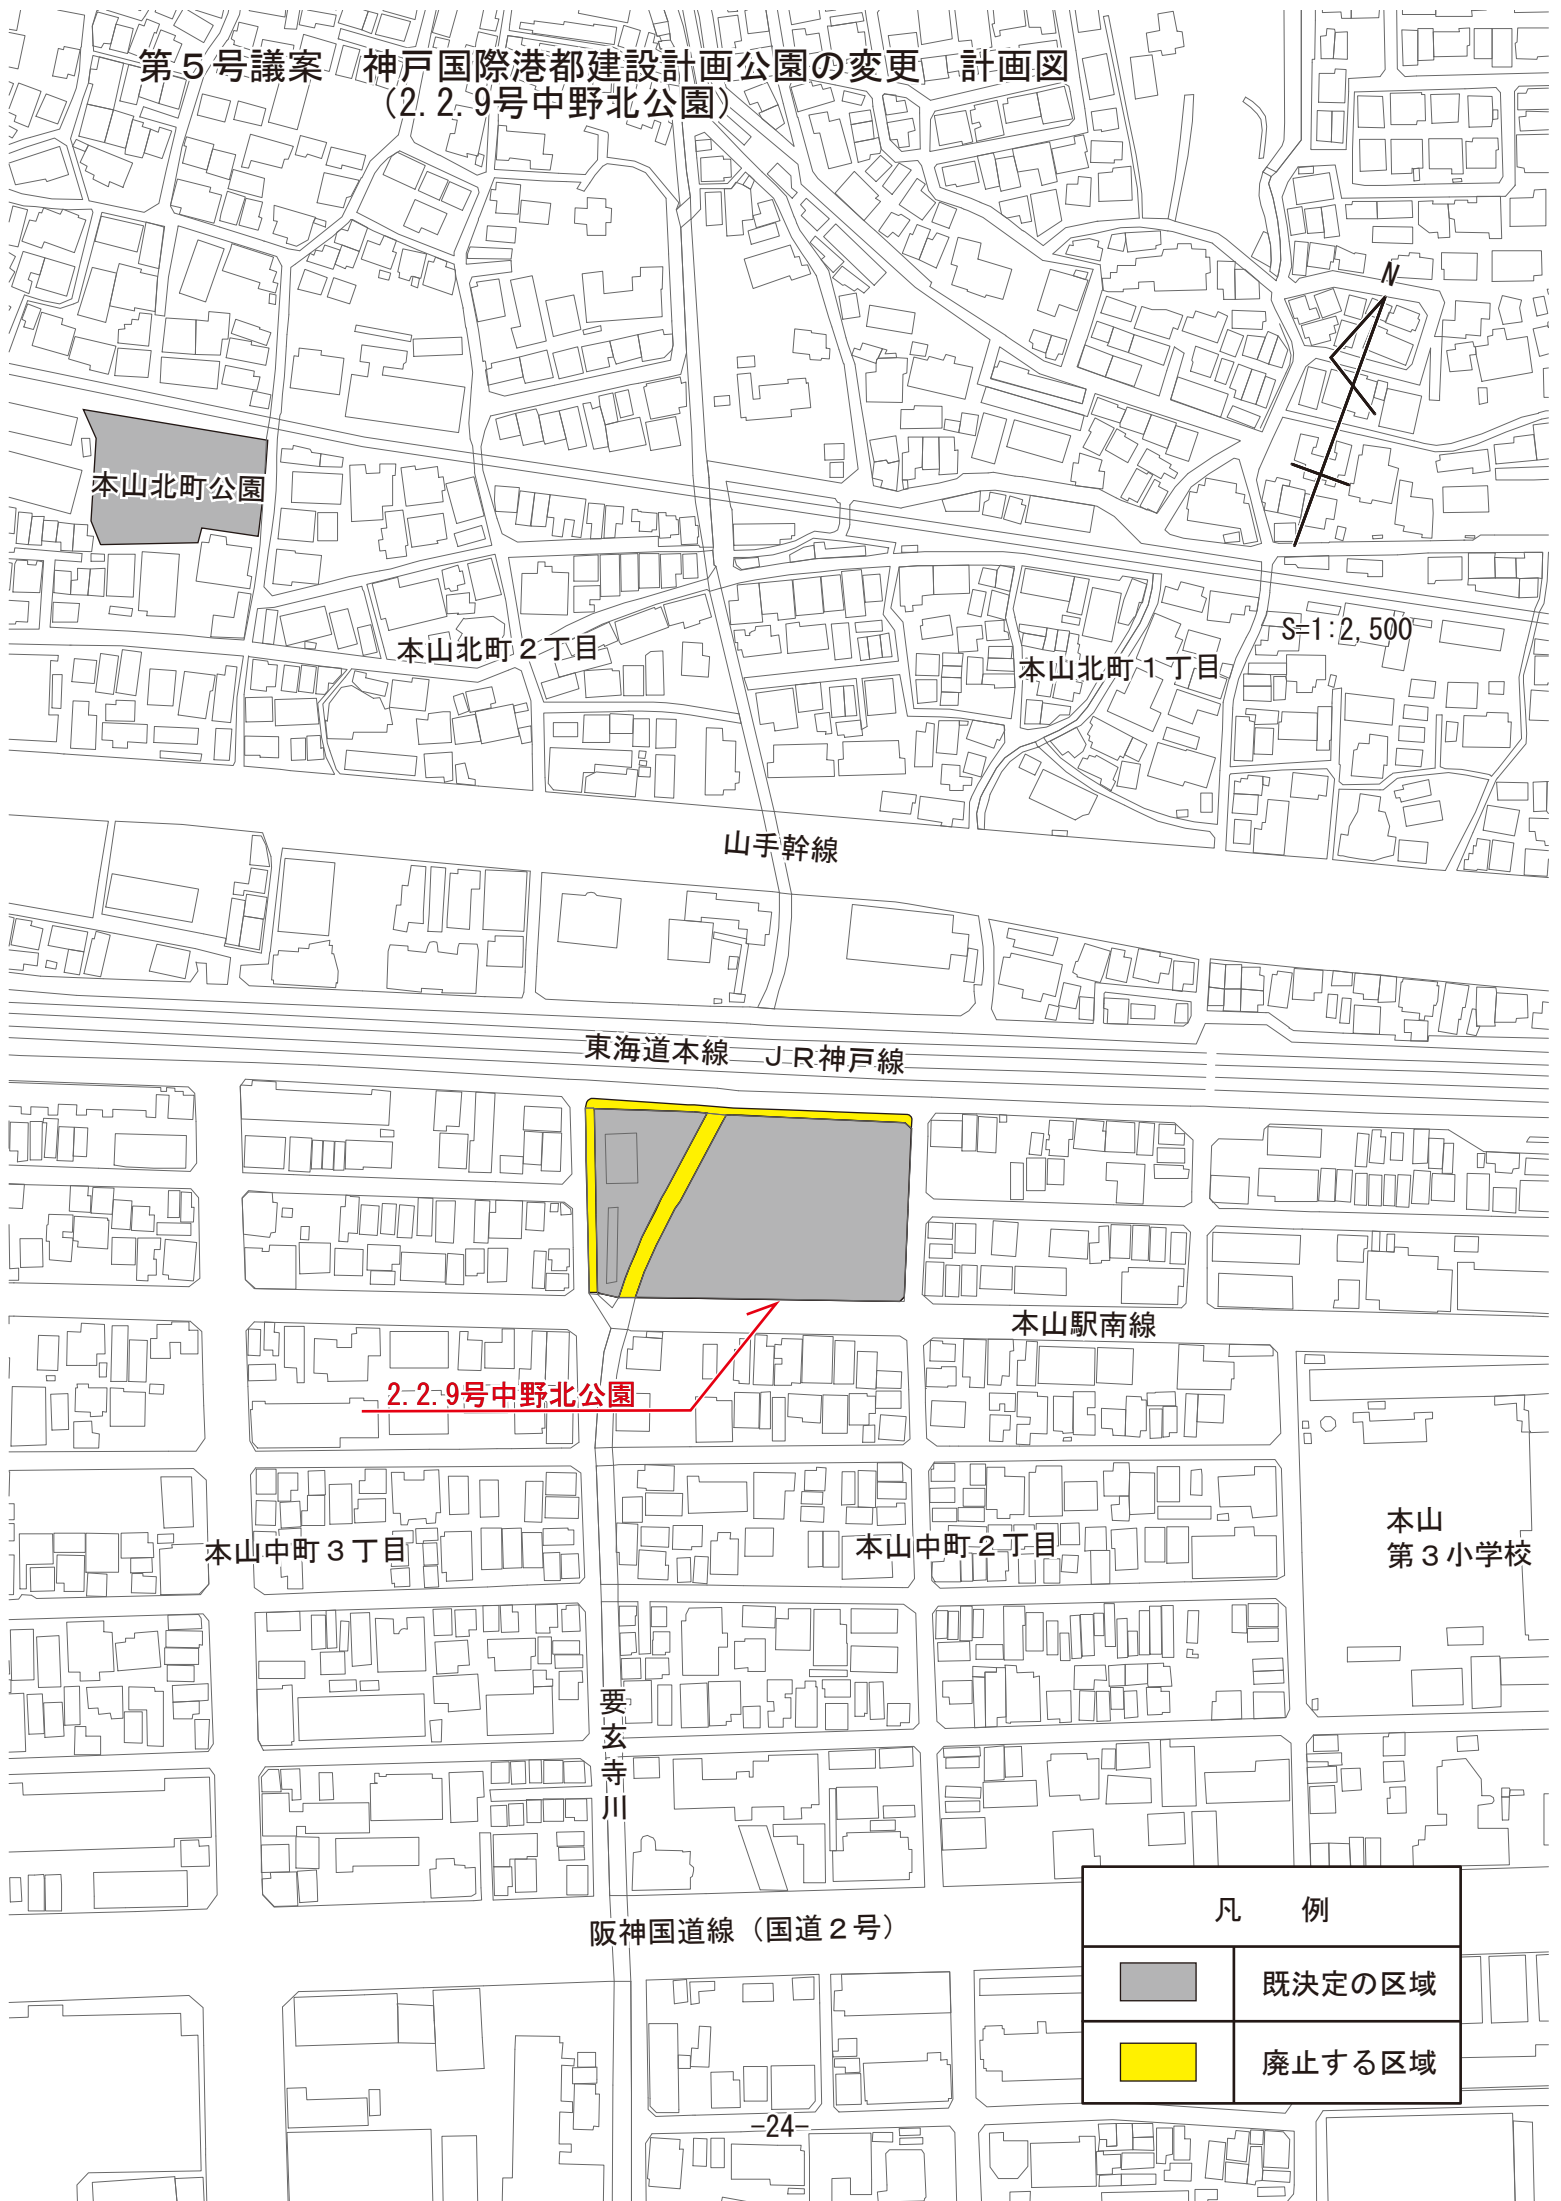 第５号議案　神戸国際港都建設計画公園の変更　計画図
（2.2.9号中野北公園）
N
本山北町公園
S=1:2,500
本山北町２丁目
本山北町１丁目
山手幹線
東海道本線　ＪＲ神戸線
本山駅南線
2.2.9号中野北公園
本山
第３小学校
本山中町３丁目
本山中町２丁目
要玄寺川
阪神国道線（国道２号）
凡　例
既決定の区域
廃止する区域
-24-